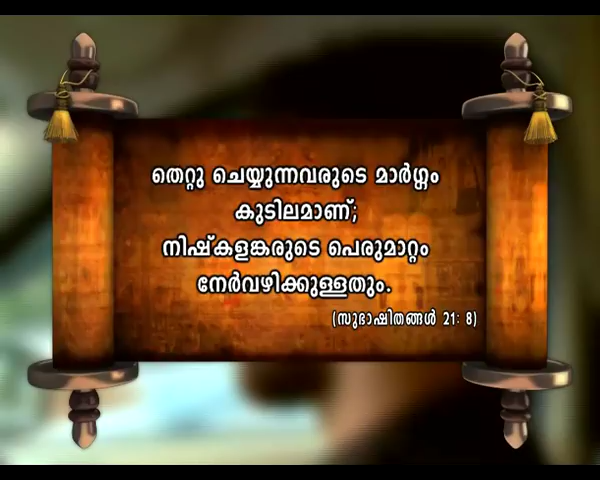 തെറ്റു ചെയ്യുന്നവരുടെ മാർഗ്ഗം
കുടിലമാണ്;
നിഷ്കളങ്കരുടെ പെരുമാറ്റം
നേർവഴിക്കുള്ളതും.
(സുഭാഷിതങ്ങൾ 21: 8)